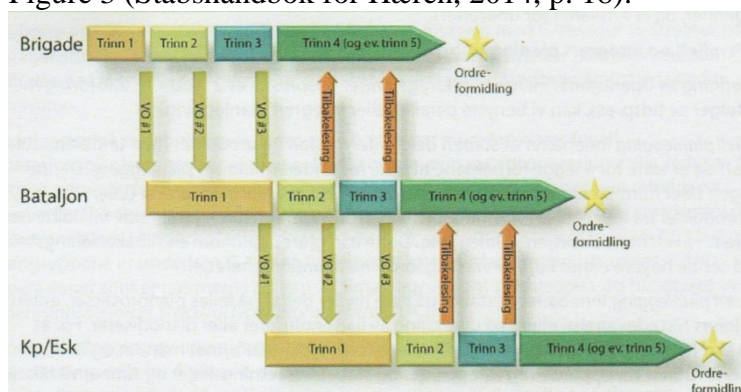 Figure 3 (Stabshåndbok for Hæren, 2014, p. 18).
Brigade
Trinn 1
Trinn 2
Trinn 3
Trinn 4 (og ev. trinn 5)
Ordre-
formidling
VO #1
VO #2
VO #3
Tilbakelesing
Tilbakelesing
Bataljon
Trinn 1
Trinn 2
Trinn 3
Trinn 4 (og ev. trinn 5)
Ordre-
formidling
VO #1
VO #2
VO #3
Tilbakelesing
Tilbakelesing
Kp/Esk
Trinn 1
Trinn 2
Trinn 3
Trinn 4 (og ev. trinn 5)
Ordre-
formidling